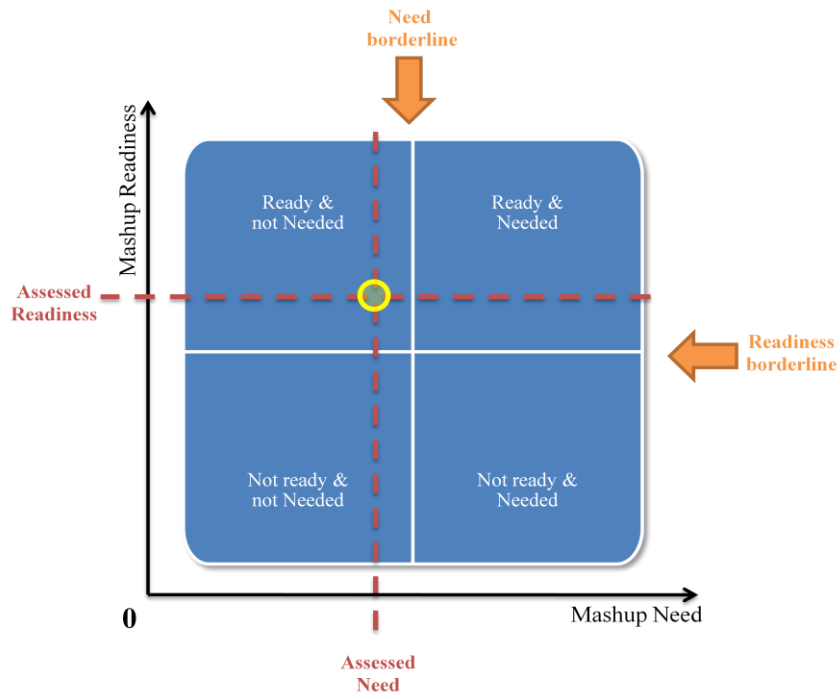 Need
borderline
Mashup Readiness
Ready &
not Needed
Ready &
Needed
Assessed
Readiness
Readiness
borderline
Not ready &
not Needed
Not ready &
Needed
0
Mashup Need
Assessed
Need